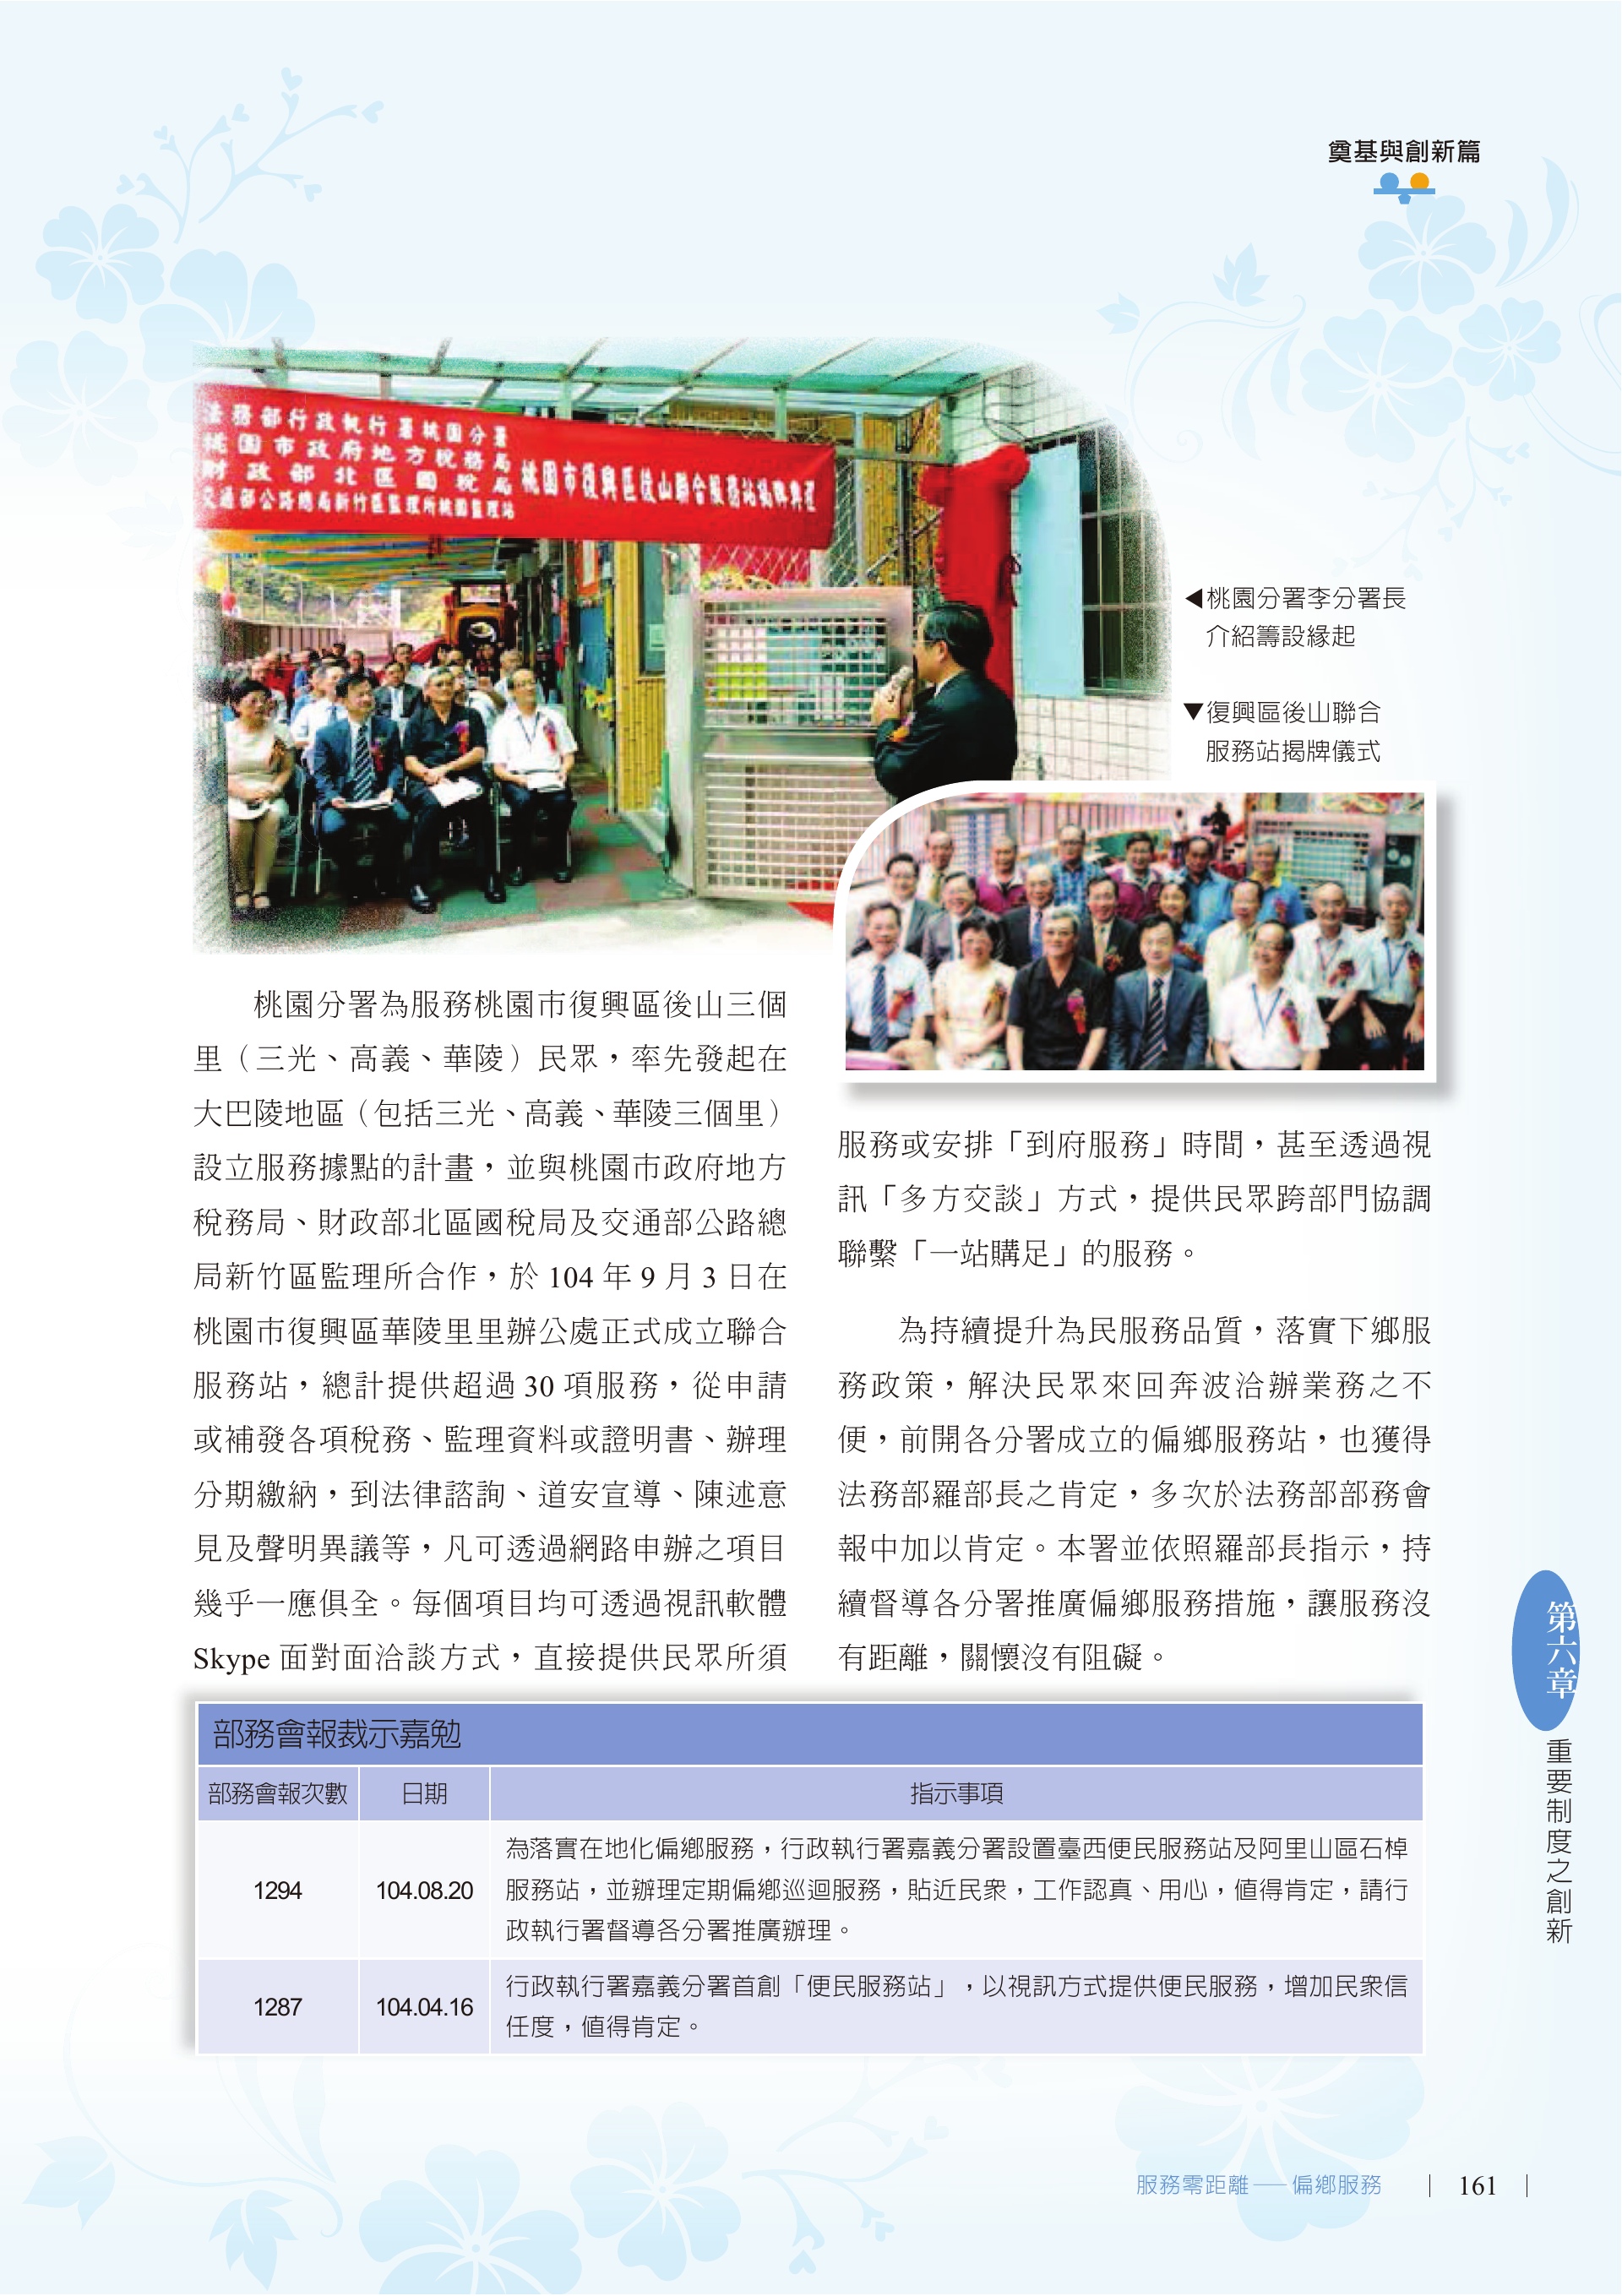 奠基與創新篇
法務部行政執行署桃園分署
桃園市政府地方稅務局
財政部北區國稅局
交通部公路總局新竹區監理所桃園監理站
桃園市復興區後山聯合服務站揭牌典禮
◀桃園分署李分署長
介紹籌設緣起
▼復興區後山聯合
服務站揭牌儀式
桃園分署為服務桃園市復興區後山三個
里（三光、高義、華陵）民眾，率先發起在
大巴陵地區（包括三光、高義、華陵三個里）
設立服務據點的計畫，並與桃園市政府地方
稅務局、財政部北區國稅局及交通部公路總
局新竹區監理所合作，於 104 年 9 月 3 日在
桃園市復興區華陵里里辦公處正式成立聯合
服務站，總計提供超過 30 項服務，從申請
或補發各項稅務、監理資料或證明書、辦理
分期繳納，到法律諮詢、道安宣導、陳述意
見及聲明異議等，凡可透過網路申辦之項目
幾乎一應俱全。每個項目均可透過視訊軟體
Skype 面對面洽談方式，直接提供民眾所須
服務或安排「到府服務」時間，甚至透過視
訊「多方交談」方式，提供民眾跨部門協調
聯繫「一站購足」的服務。
為持續提升為民服務品質，落實下鄉服
務政策，解決民眾來回奔波洽辦業務之不
便，前開各分署成立的偏鄉服務站，也獲得
法務部羅部長之肯定，多次於法務部部務會
報中加以肯定。本署並依照羅部長指示，持
續督導各分署推廣偏鄉服務措施，讓服務沒
有距離，關懷沒有阻礙。
部務會報裁示嘉勉
部務會報次數 日期 指示事項
為落實在地化偏鄉服務，行政執行署嘉義分署設置臺西便民服務站及阿里山區石棹
1294 104.08.20 服務站，並辦理定期偏鄉巡迴服務，貼近民衆，工作認真、用心，值得肯定，請行
政執行署督導各分署推廣辦理。
1287 104.04.16 行政執行署嘉義分署首創「便民服務站」，以視訊方式提供便民服務，增加民衆信
任度，值得肯定。
第六章
重要制度之創新
服務零距離——偏鄉服務 | 161 |